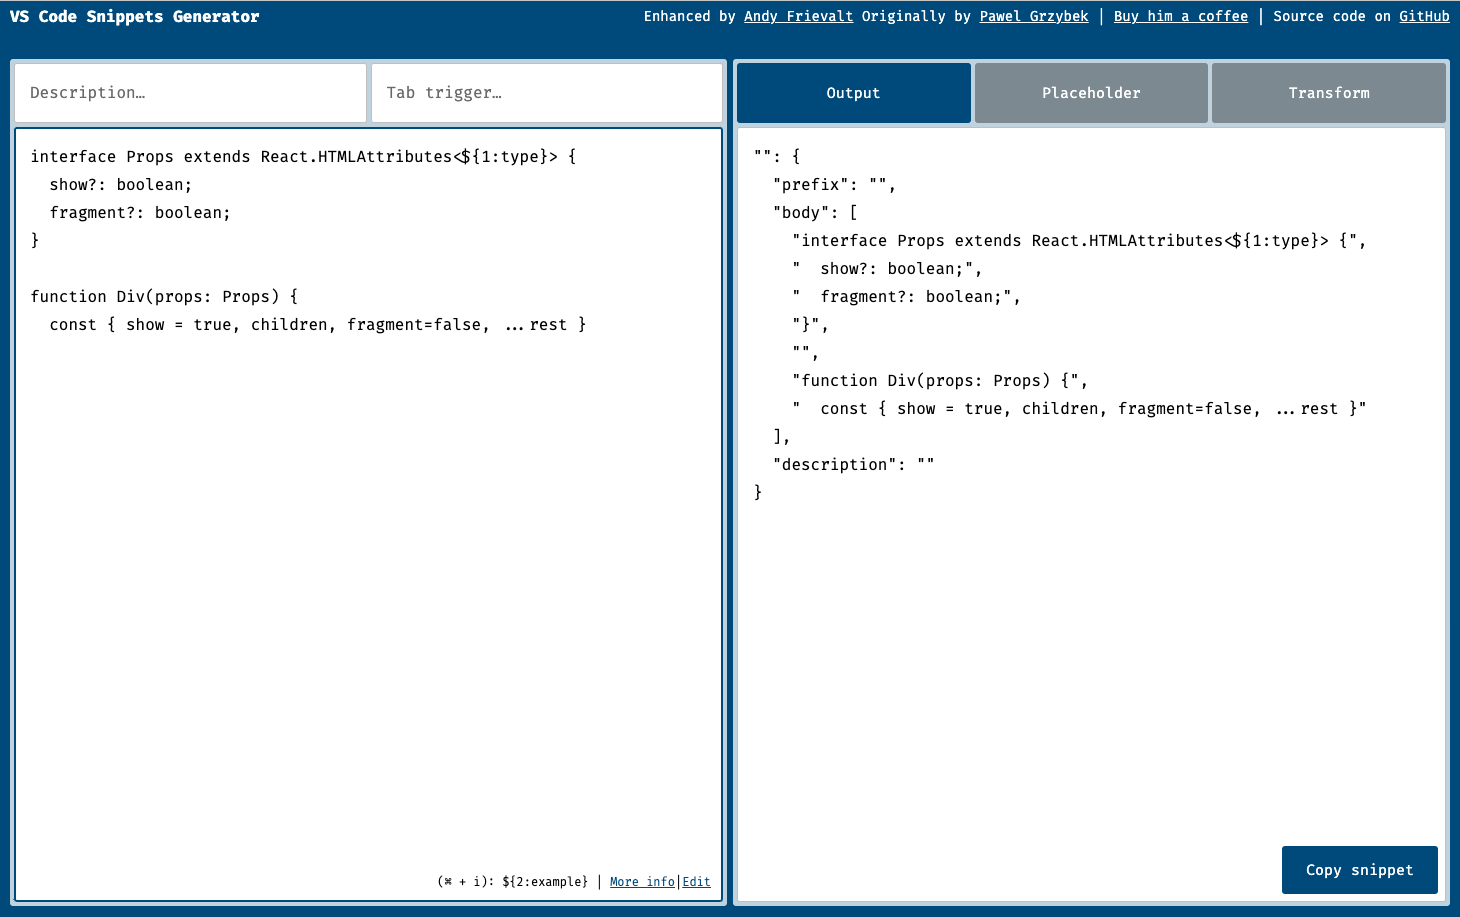 VS Code Snippets Generator
Enhanced by Andy Frievalt Originally by Pawel Grzybek | Buy him a coffee | Source code on GitHub
Description…
Tab trigger…
interface Props extends React.HTMLAttributes<${1:type}> {
  show?: boolean;
  fragment?: boolean;
}

function Div(props: Props) {
  const { show = true, children, fragment=false, ...rest }
(⌘ + i): ${2:example} | More info|Edit
Output
Placeholder
Transform
"": {
  "prefix": "",
  "body": [
    "interface Props extends React.HTMLAttributes<${1:type}> {",
    "  show?: boolean;",
    "  fragment?: boolean;",
    "}",
    "",
    "function Div(props: Props) {",
    "  const { show = true, children, fragment=false, ...rest }"
  ],
  "description": ""
}
Copy snippet